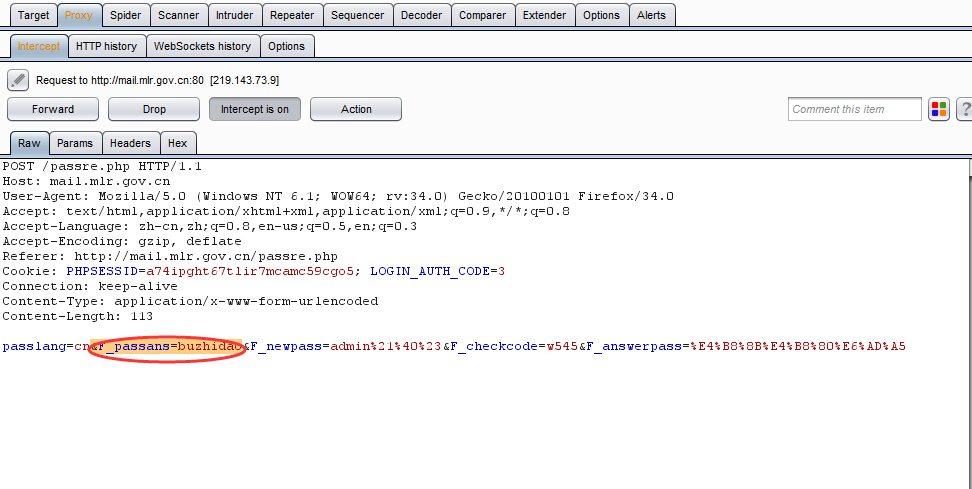 Target Proxy Spider Scanner Intruder Repeater Sequencer Decoder Comparer Extender Options Alerts
Intercept HTTP history WebSockets history Options
Request to http://mail.mlr.gov.cn:80 [219.143.73.9]
Forward Drop Intercept is on Action Comment this item ?
Raw Params Headers Hex
POST /passre.php HTTP/1.1
Host: mail.mlr.gov.cn
User-Agent: Mozilla/5.0 (Windows NT 6.1; WOW64; rv:34.0) Gecko/20100101 Firefox/34.0
Accept: text/html,application/xhtml+xml,application/xml;q=0.9,*/*;q=0.8
Accept-Language: zh-cn,zh;q=0.8,en-us;q=0.5,en;q=0.3
Accept-Encoding: gzip, deflate
Referer: http://mail.mlr.gov.cn/passre.php
Cookie: PHPSESSID=a74ipght67tlir7mcamc59cgo5; LOGIN_AUTH_CODE=3
Connection: keep-alive
Content-Type: application/x-www-form-urlencoded
Content-Length: 113
passlang=cn&F_passans=buzhidao&F_newpass=admin%21%40%23&F_checkcode=w545&F_answerpass=%E4%B8%8B%E4%B8%80%E6%AD%A5